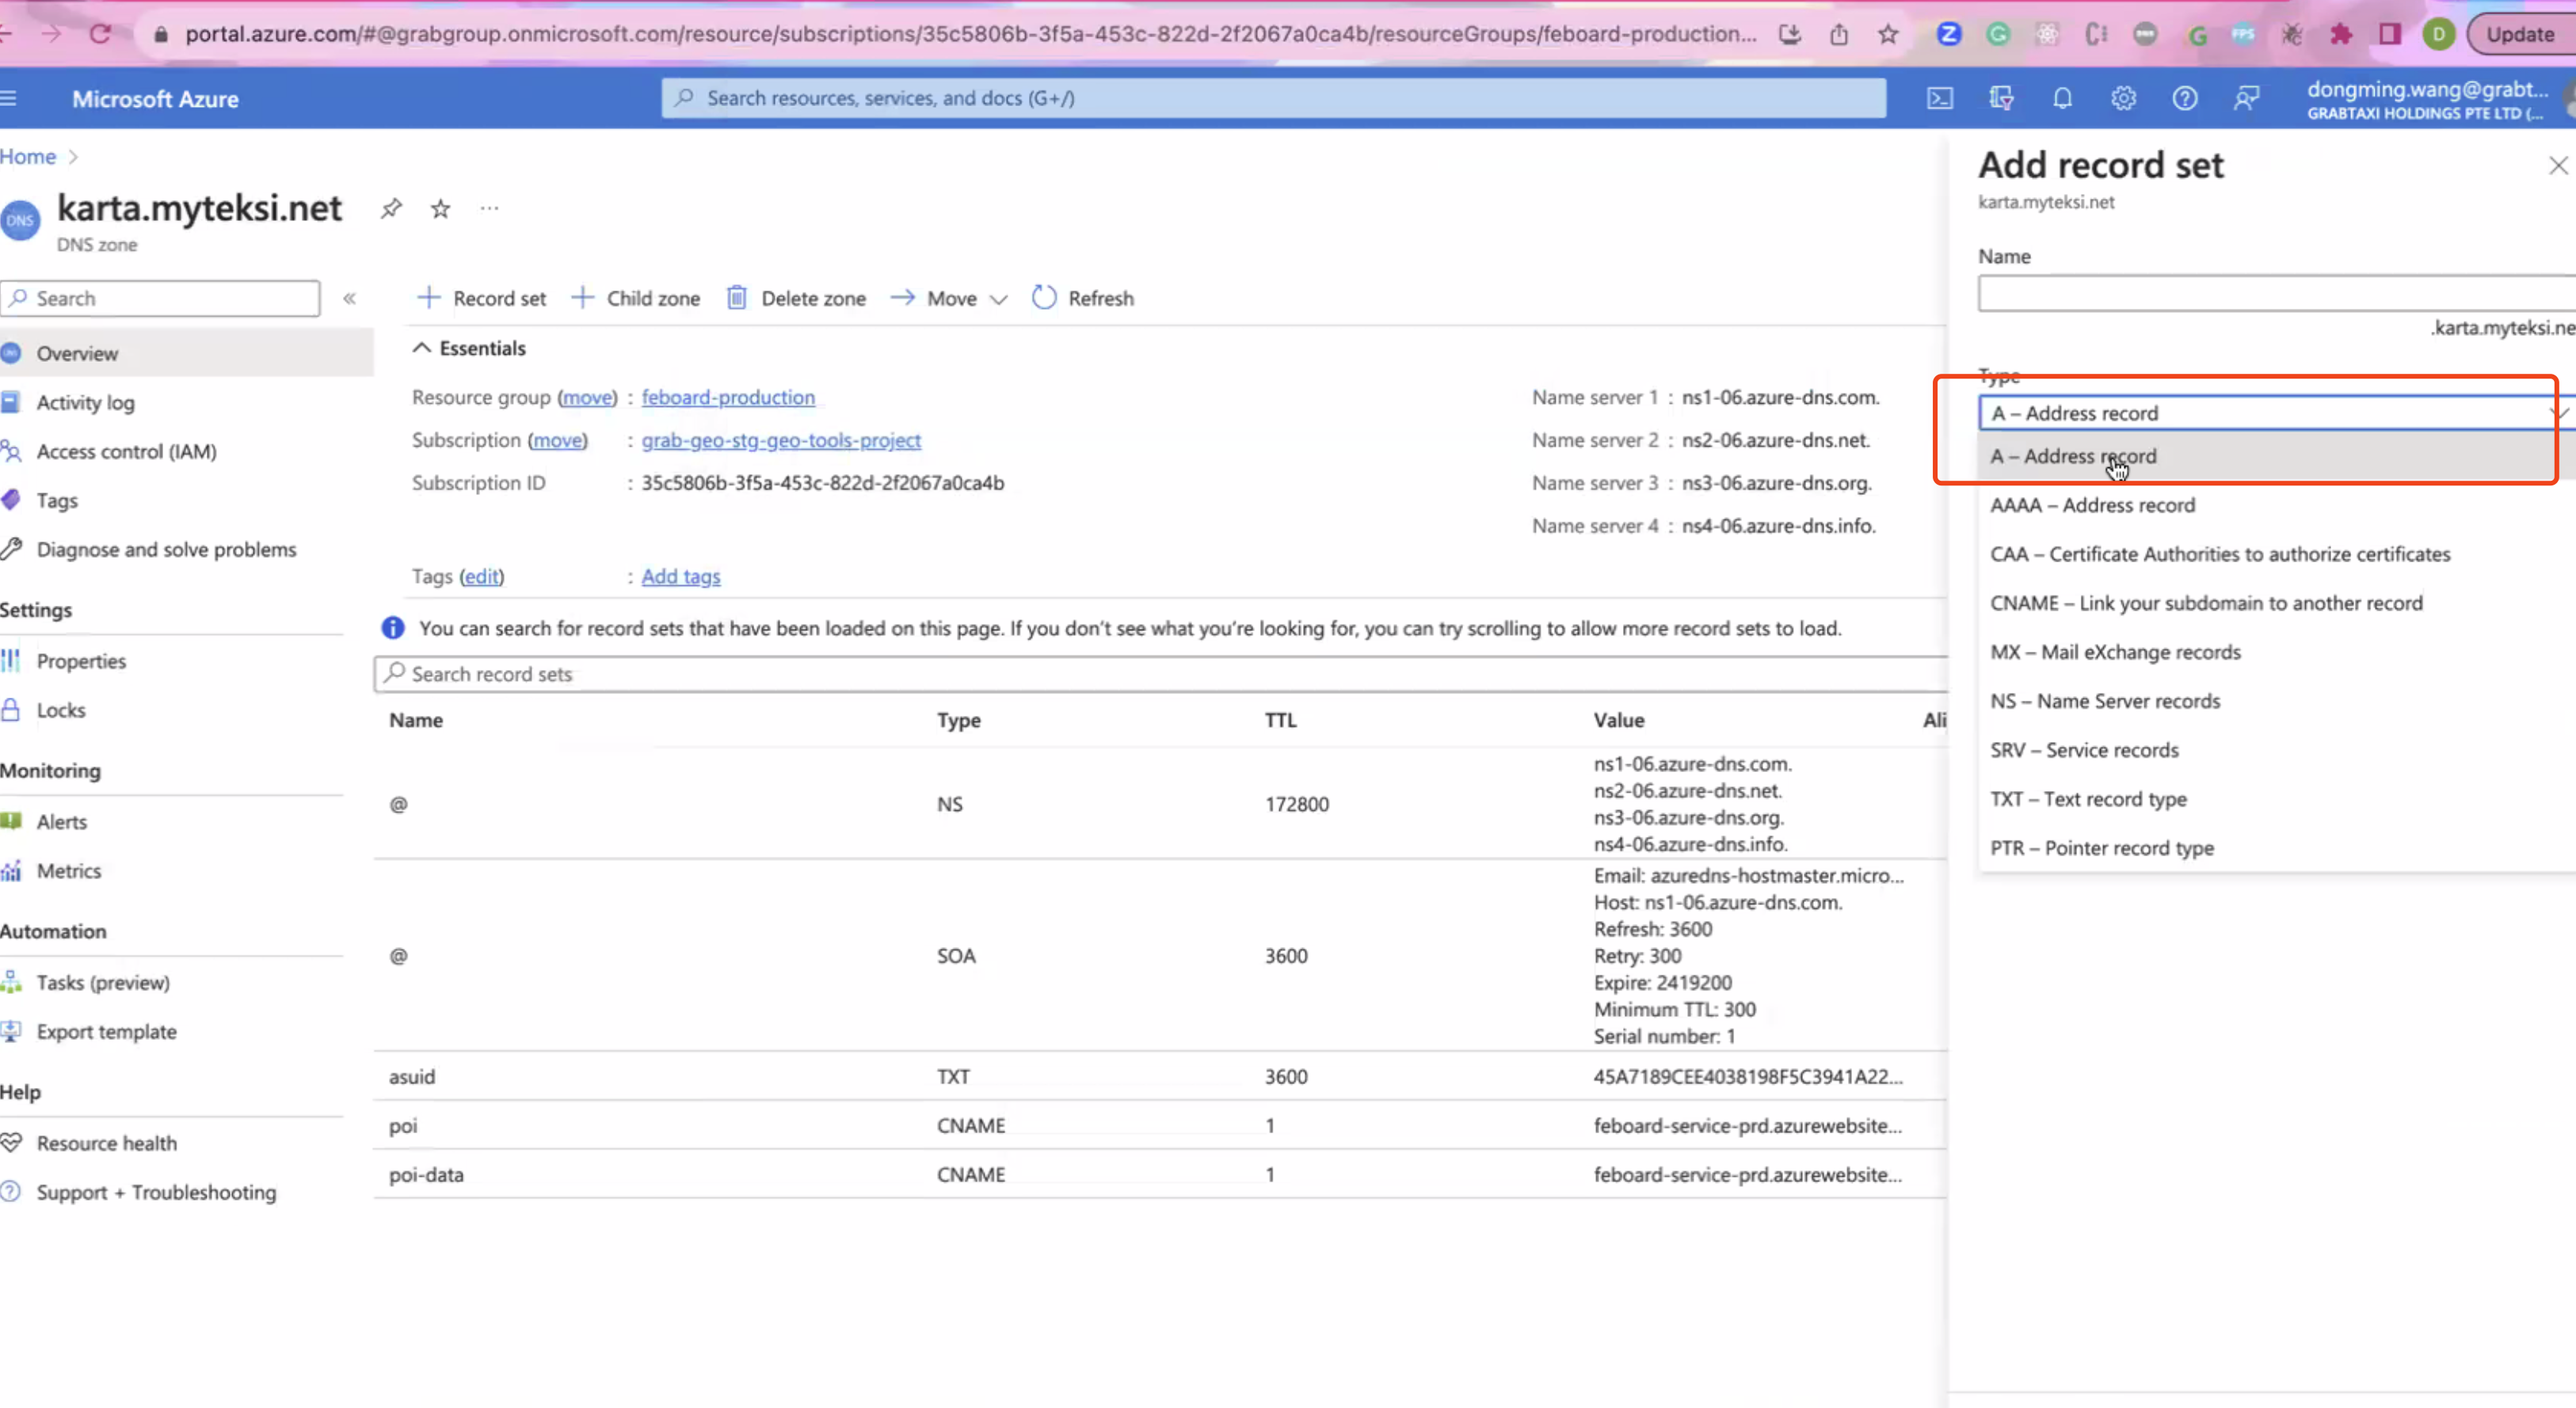 portal.azure.com/#@grabgroup.onmicrosoft.com/resource/subscriptions/35c5806b-3f5a-453c-822d-2f2067a0ca4b/resourceGroups/feboard-production...
Update
Microsoft Azure
Search resources, services, and docs (G+/)
dongming.wang@grabt...
GRABTAXI HOLDINGS PTE LTD (...
Home
karta.myteksi.net
DNS zone
Search
Overview
Activity log
Access control (IAM)
Tags
Diagnose and solve problems
Settings
Properties
Locks
Monitoring
Alerts
Metrics
Automation
Tasks (preview)
Export template
Help
Resource health
Support + Troubleshooting
Record set
Child zone
Delete zone
Move
Refresh
Essentials
Resource group (move) : feboard-production
Subscription (move) : grab-geo-stg-geo-tools-project
Subscription ID : 35c5806b-3f5a-453c-822d-2f2067a0ca4b
Name server 1 : ns1-06.azure-dns.com.
Name server 2 : ns2-06.azure-dns.net.
Name server 3 : ns3-06.azure-dns.org.
Name server 4 : ns4-06.azure-dns.info.
Tags (edit) : Add tags
You can search for record sets that have been loaded on this page. If you don't see what you're looking for, you can try scrolling to allow more record sets to load.
Search record sets
Name Type TTL Value Ali
@ NS 172800 ns1-06.azure-dns.com.
ns2-06.azure-dns.net.
ns3-06.azure-dns.org.
ns4-06.azure-dns.info.
@ SOA 3600 Email: azuredns-hostmaster.micro...
Host: ns1-06.azure-dns.com.
Refresh: 3600
Retry: 300
Expire: 2419200
Minimum TTL: 300
Serial number: 1
asuid TXT 3600 45A7189CEE4038198F5C3941A22...
poi CNAME 1 feboard-service-prd.azurewebsite...
poi-data CNAME 1 feboard-service-prd.azurewebsite...
Add record set
karta.myteksi.net
Name
.karta.myteksi.ne
Type
A – Address record
A – Address record
AAAA – Address record
CAA – Certificate Authorities to authorize certificates
CNAME – Link your subdomain to another record
MX – Mail eXchange records
NS – Name Server records
SRV – Service records
TXT – Text record type
PTR – Pointer record type